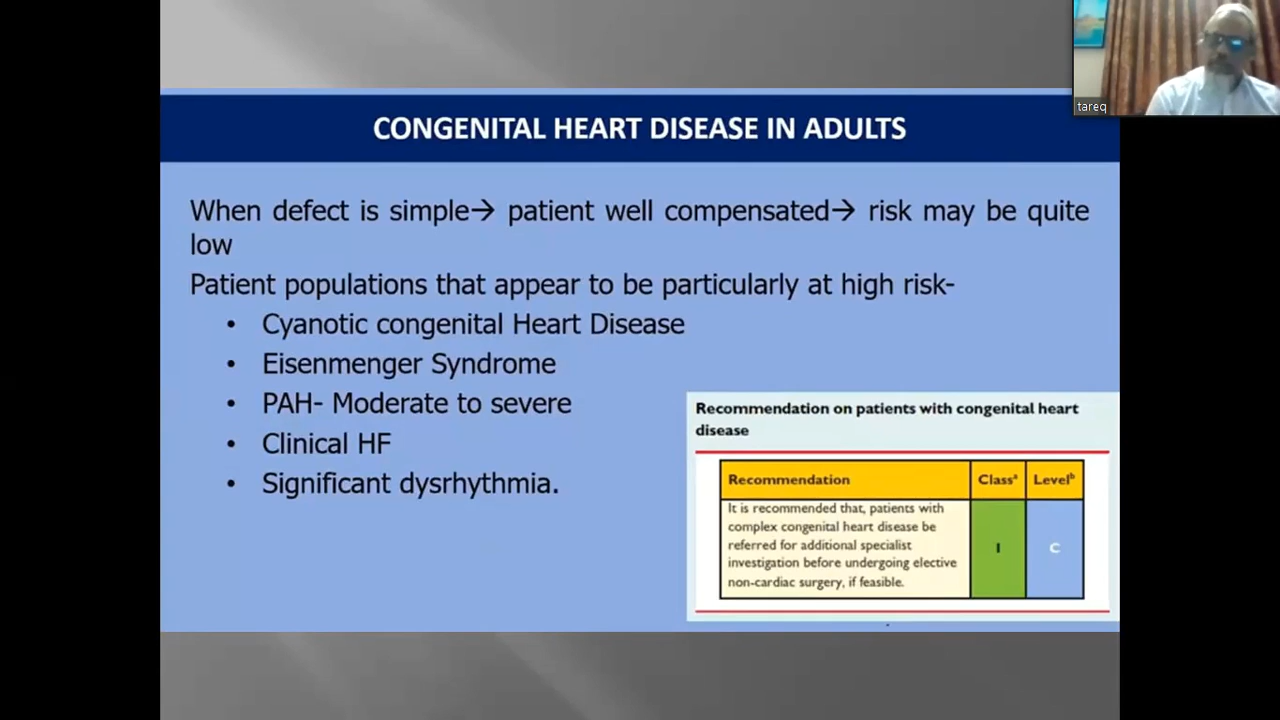 tareq
CONGENITAL HEART DISEASE IN ADULTS
When defect is simple→ patient well compensated→ risk may be quite
low
Patient populations that appear to be particularly at high risk-
• Cyanotic congenital Heart Disease
• Eisenmenger Syndrome
• PAH- Moderate to severe
• Clinical HF
• Significant dysrhythmia.
Recommendation on patients with congenital heart
disease
Recommendation Classᵃ Levelᵇ
It is recommended that, patients with
complex congenital heart disease be
referred for additional specialist
investigation before undergoing elective
non-cardiac surgery, if feasible.
I C